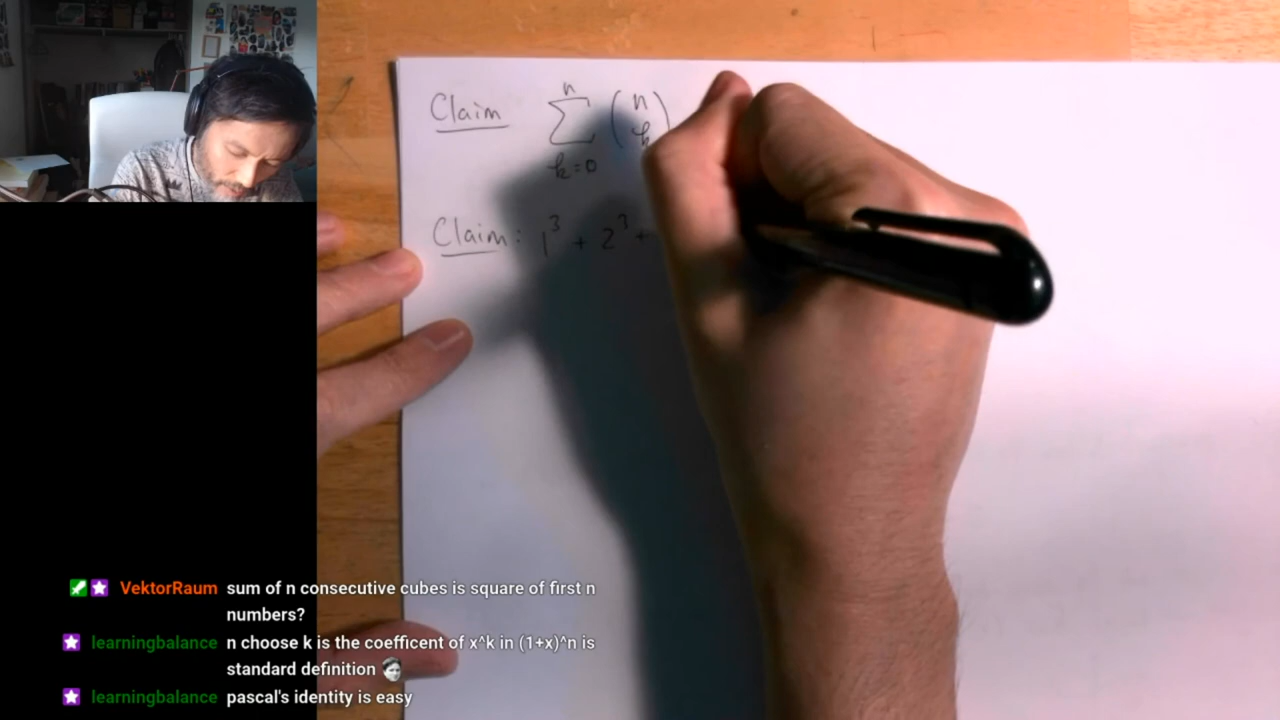 Claim n ∑ k=0 (n k)
Claim: 1³ + 2³ +
VektorRaum sum of n consecutive cubes is square of first n
numbers?
learningbalance n choose k is the coefficent of x^k in (1+x)^n is
standard definition
learningbalance pascal's identity is easy